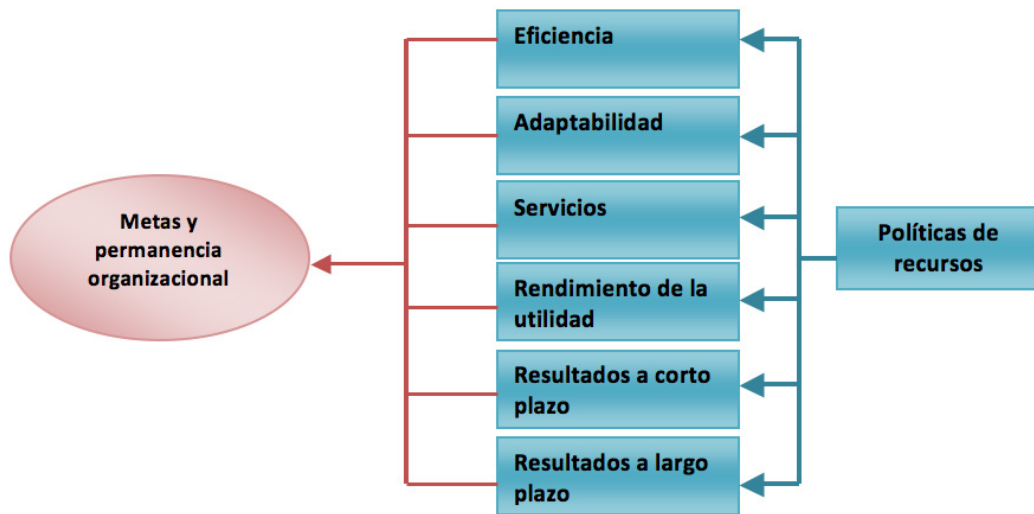 Eficiencia
Adaptabilidad
Servicios
Rendimiento de la
utilidad
Resultados a corto
plazo
Resultados a largo
plazo
Metas y
permanencia
organizacional
Políticas de
recursos